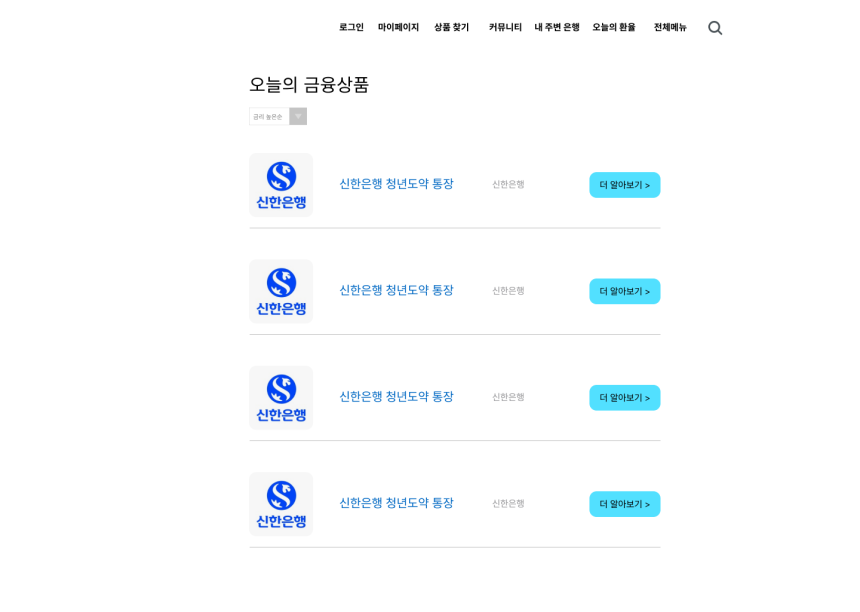 로그인 마이페이지 상품 찾기 커뮤니티 내 주변 은행 오늘의 환율 전체메뉴
오늘의 금융상품
금리 높은순
신한은행 신한은행 청년도약 통장 신한은행 더 알아보기 >
신한은행 신한은행 청년도약 통장 신한은행 더 알아보기 >
신한은행 신한은행 청년도약 통장 신한은행 더 알아보기 >
신한은행 신한은행 청년도약 통장 신한은행 더 알아보기 >